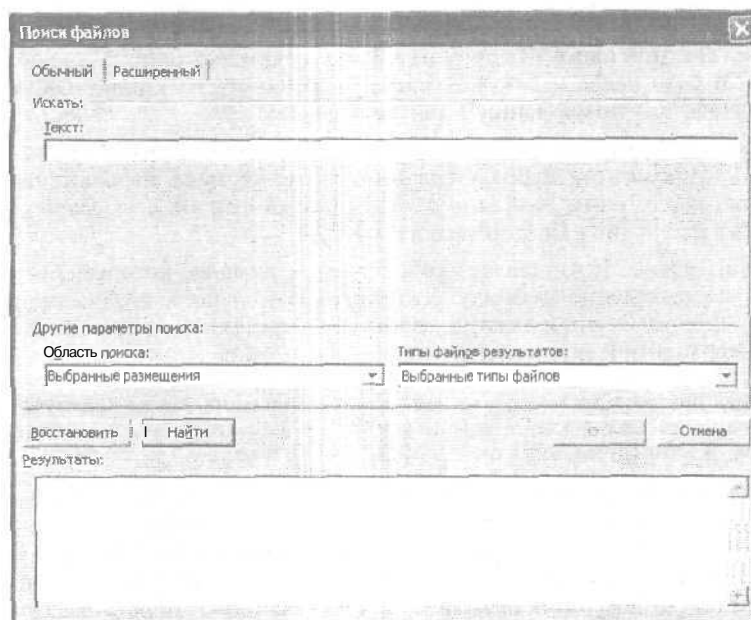 Поиск файлов
Обычный Расширенный
Искать:
Текст:
Другие параметры поиска:
Область поиска: Типы файлов результатов:
Выбранные размещения Выбранные типы файлов
Восстановить Найти Отмена
Результаты: